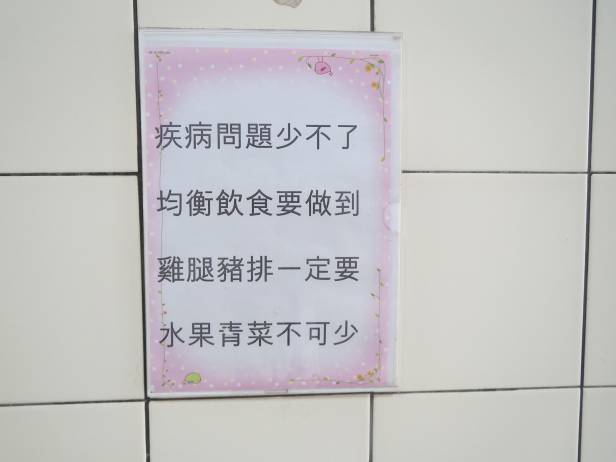 疾病問題少不了
均衡飲食要做到
雞腿豬排一定要
水果青菜不可少